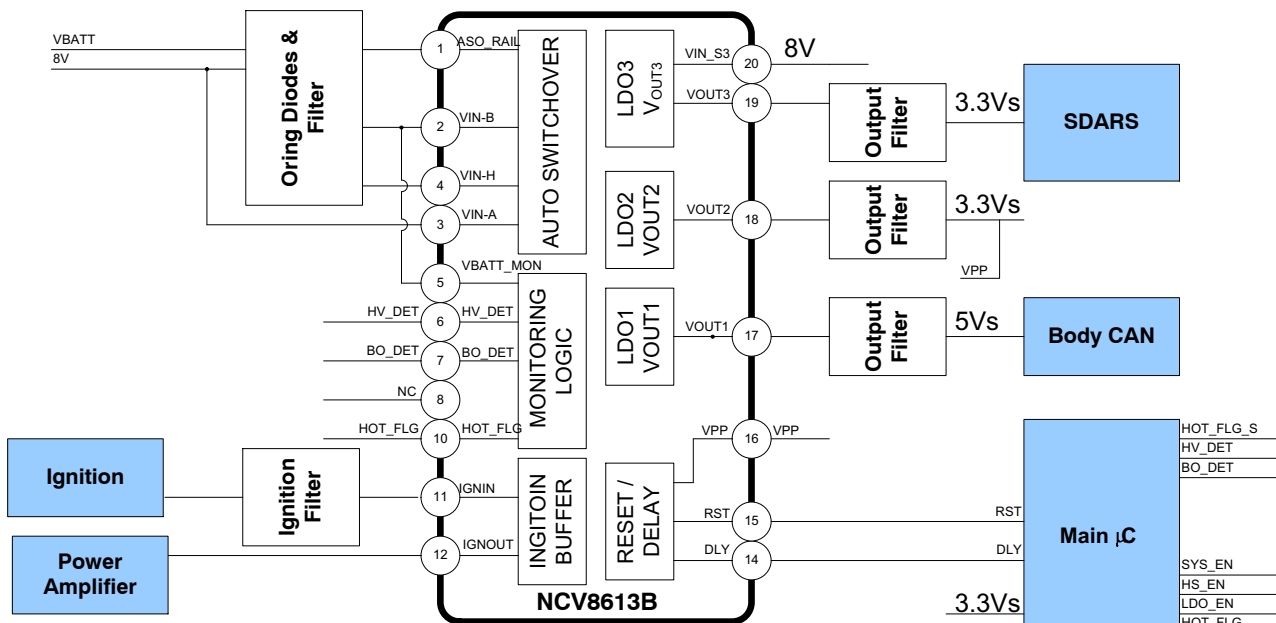 VBATT
8V
Oring Diodes &
Filter
1
ASO_RAIL
2
VIN-B
4
VIN-H
3
VIN-A
AUTO SWITCHOVER
5
VBATT_MON
HV_DET
6
HV_DET
BO_DET
7
BO_DET
NC
8
HOT_FLG
10
HOT_FLG
MONITORING
LOGIC
Ignition
Ignition
Filter
11
IGNIN
Power
Amplifier
12
IGNOUT
INGITOIN
BUFFER
LDO3
VOUT3
VIN_S3
20
8V
VOUT3
19
Output
Filter
3.3Vs
SDARS
LDO2
VOUT2
VOUT2
18
Output
Filter
3.3Vs
VPP
LDO1
VOUT1
VOUT1
17
Output
Filter
5Vs
Body CAN
RESET /
DELAY
VPP
16
VPP
RST
15
RST
DLY
14
DLY
NCV8613B
Main µC
HOT_FLG_S
HV_DET
BO_DET
SYS_EN
HS_EN
LDO_EN
HOT_FLG
3.3Vs